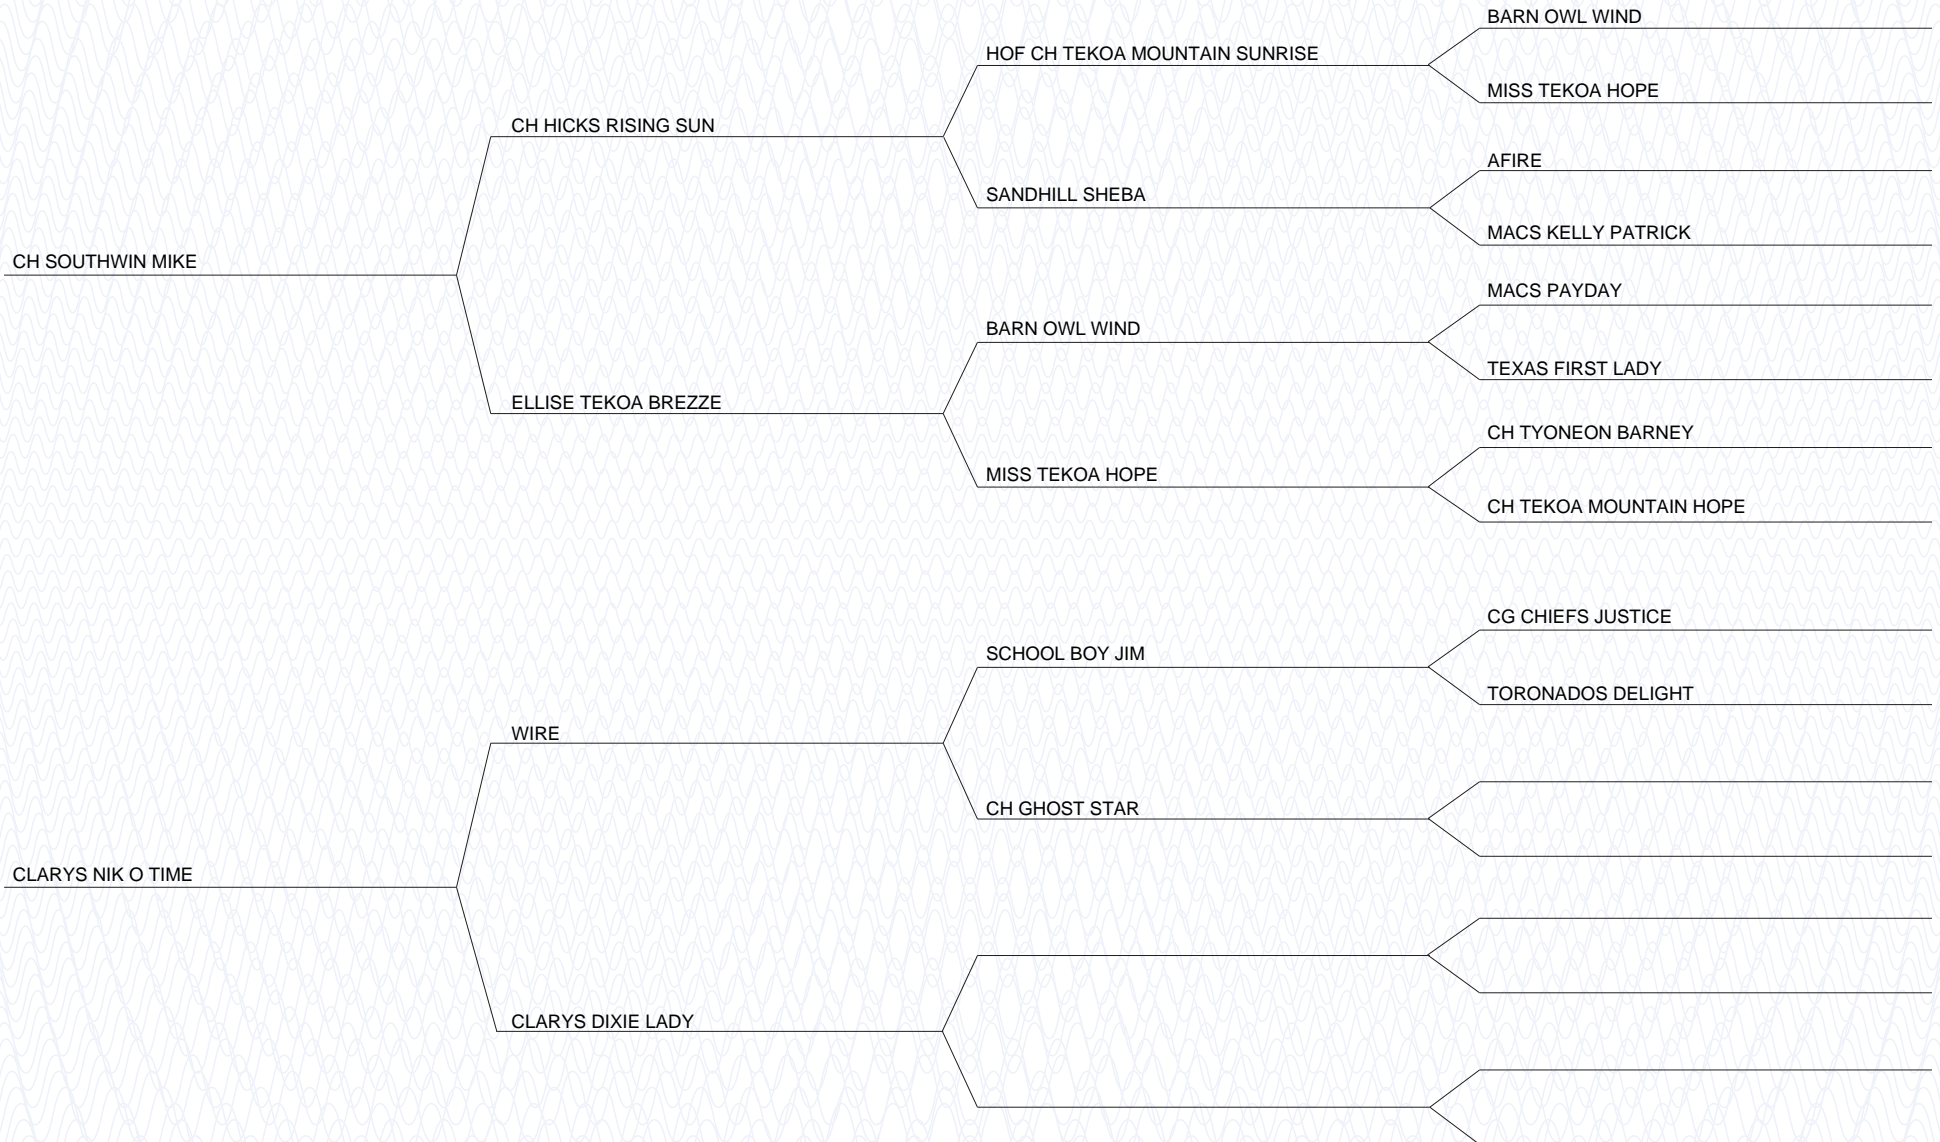 BARN OWL WIND
HOF CH TEKOA MOUNTAIN SUNRISE
MISS TEKOA HOPE
CH HICKS RISING SUN
AFIRE
SANDHILL SHEBA
MACS KELLY PATRICK
CH SOUTHWIN MIKE
MACS PAYDAY
BARN OWL WIND
TEXAS FIRST LADY
ELLISE TEKOA BREZZE
CH TYONEON BARNEY
MISS TEKOA HOPE
CH TEKOA MOUNTAIN HOPE
CG CHIEFS JUSTICE
SCHOOL BOY JIM
TORONADOS DELIGHT
WIRE
CH GHOST STAR
CLARYS NIK O TIME
CLARYS DIXIE LADY